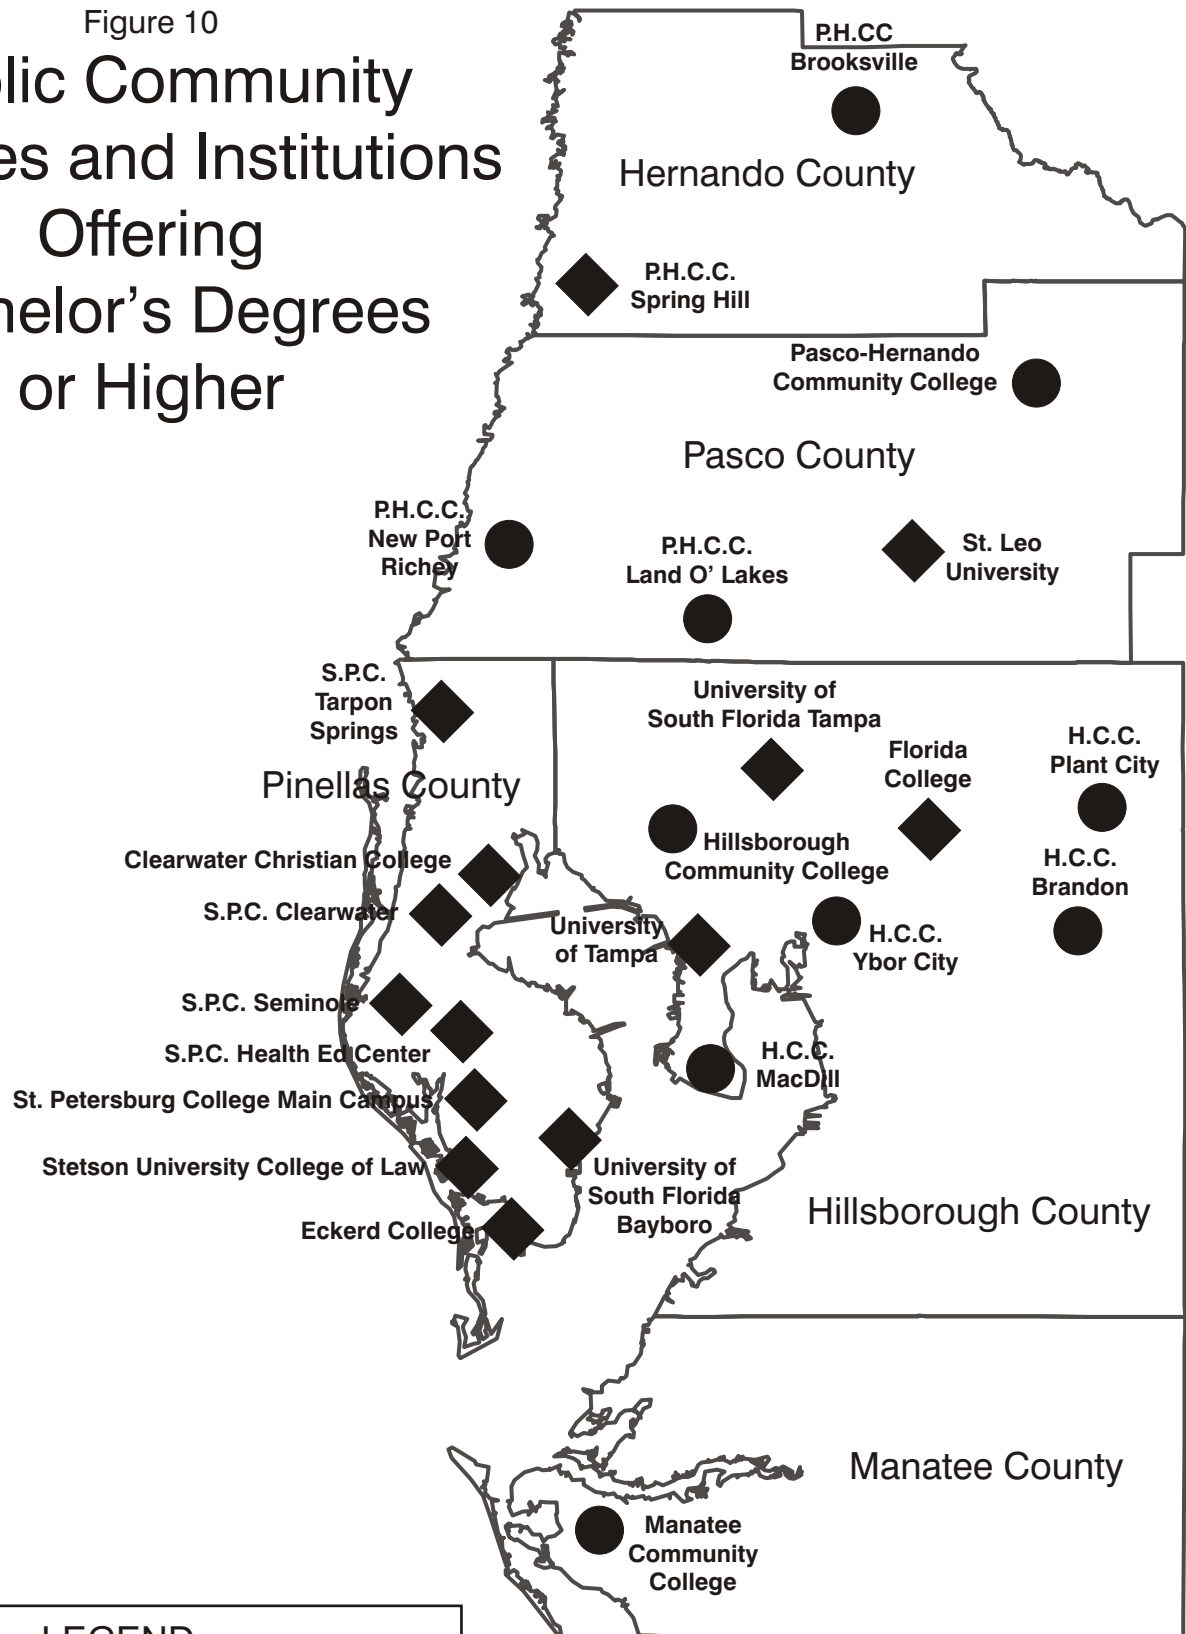 Figure 10
lic Community
es and Institutions
Offering
helor's Degrees
or Higher
P.H.CC
Brooksville
Hernando County
P.H.C.C.
Spring Hill
Pasco-Hernando
Community College
Pasco County
P.H.C.C.
New Port
Richey
P.H.C.C.
Land O' Lakes
St. Leo
University
S.P.C.
Tarpon
Springs
University of
South Florida Tampa
Florida
College
H.C.C.
Plant City
Pinellas County
Hillsborough
Community College
Clearwater Christian College
H.C.C.
Brandon
S.P.C. Clearwater
University
of Tampa
H.C.C.
Ybor City
S.P.C. Seminole
S.P.C. Health Ed Center
H.C.C.
MacDill
St. Petersburg College Main Campus
Stetson University College of Law
University of
South Florida
Bayboro
Eckerd College
Hillsborough County
Manatee County
Manatee
Community
College
LEGEND